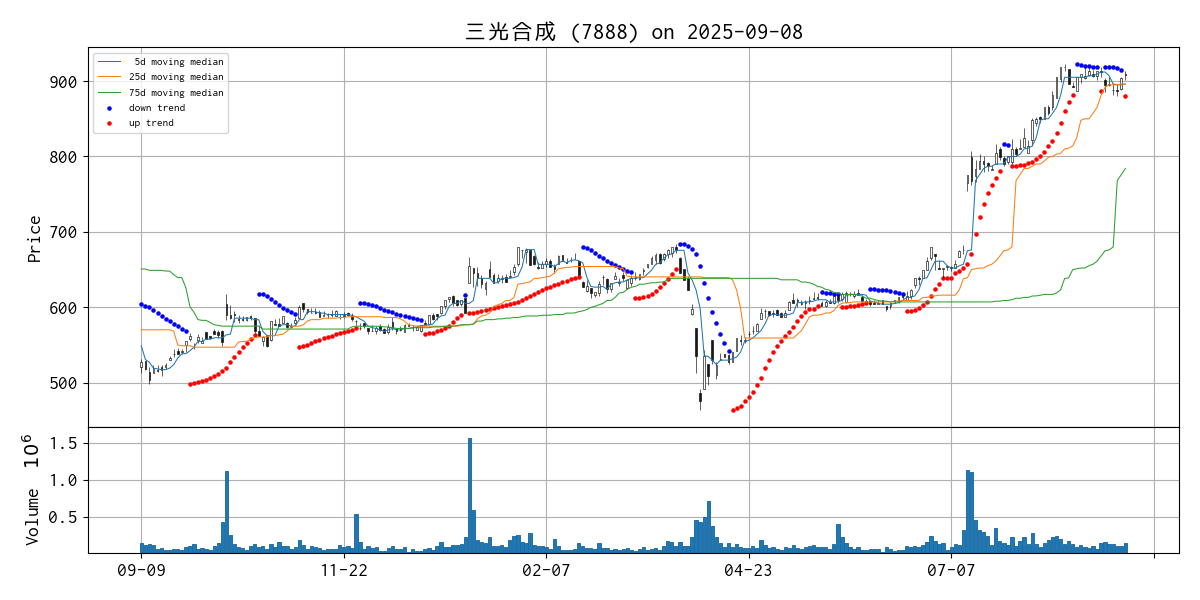 三光合成 (7888) on 2025-09-08
5d moving median
25d moving median
75d moving median
down trend
up trend
900
800
700
600
500
Price
1.5
1.0
0.5
Volume 10^6
09-09
11-22
02-07
04-23
07-07